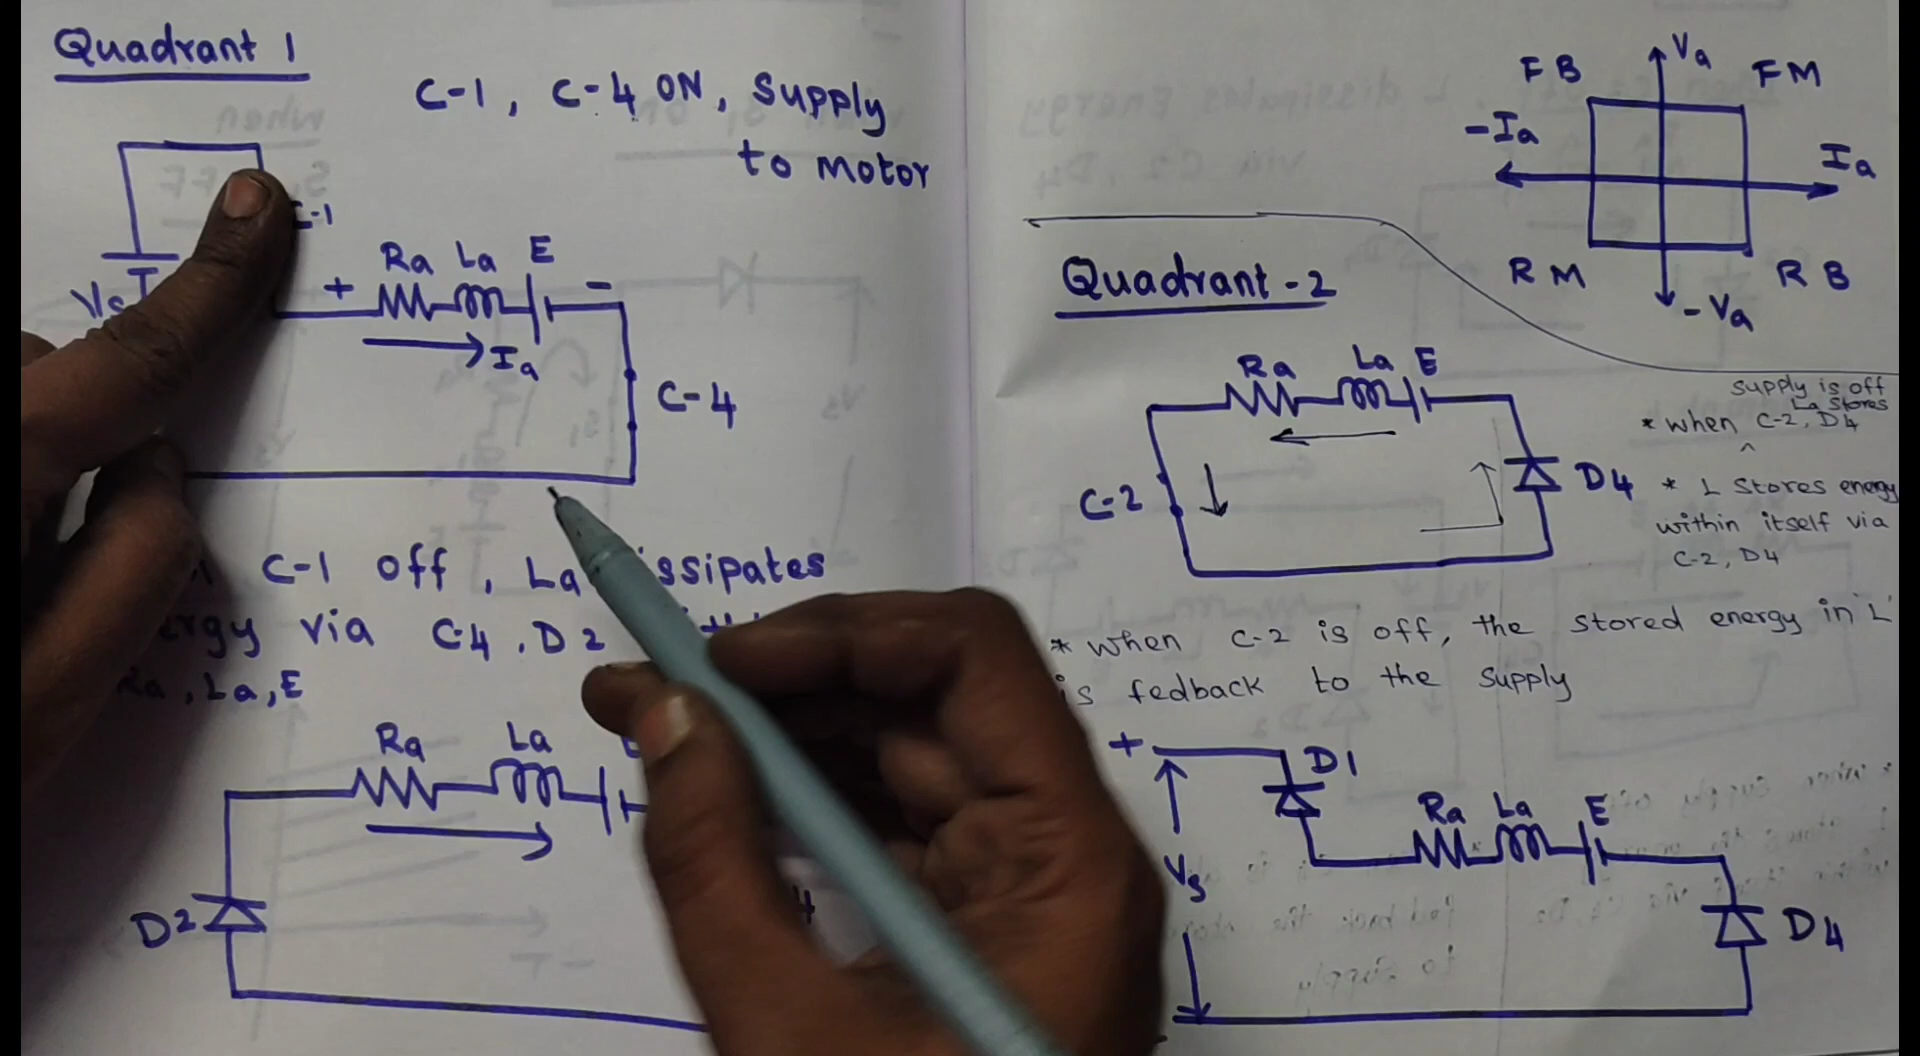 Quadrant 1
C-1, C-4 ON, Supply
to Motor
C-1
Vs
+ Ra La E -
Ia
C-4
C-1 off, La dissipates
via C4, D2
Ra, La, E
Ra La
D2
4
Va
FB FM
-Ia
Ia
RM RB
-Va
Quadrant-2
Ra La E
C-2
D4
Supply is off
La Stores
* when C-2, D4
^
* L Stores energy
within itself via
C-2, D4
* When C-2 is off, the stored energy in 'L'
is fedback to the Supply
+
D1
Ra La E
Vs
D4
-